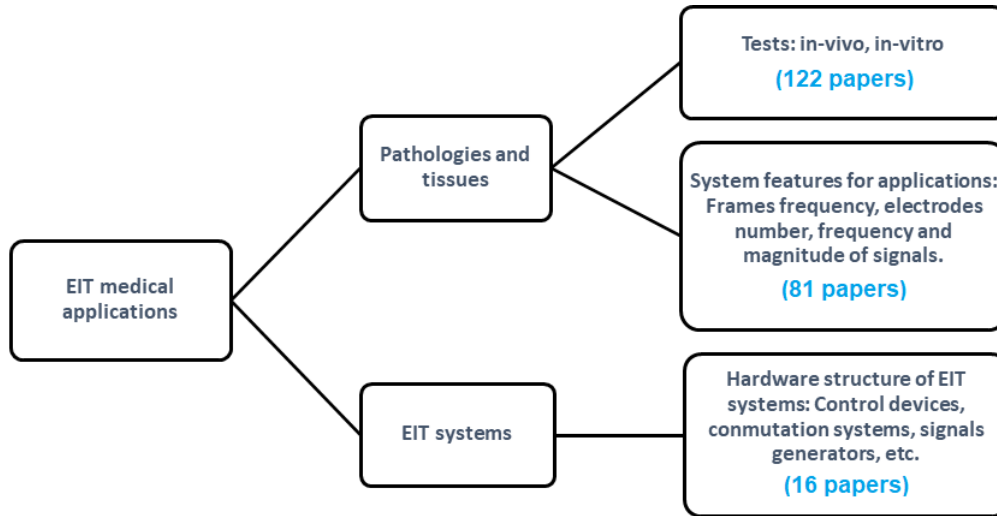 EIT medical
applications
Pathologies and
tissues
EIT systems
Tests: in-vivo, in-vitro
(122 papers)
System features for applications:
Frames frequency, electrodes
number, frequency and
magnitude of signals.
(81 papers)
Hardware structure of EIT
systems: Control devices,
conmutation systems, signals
generators, etc.
(16 papers)